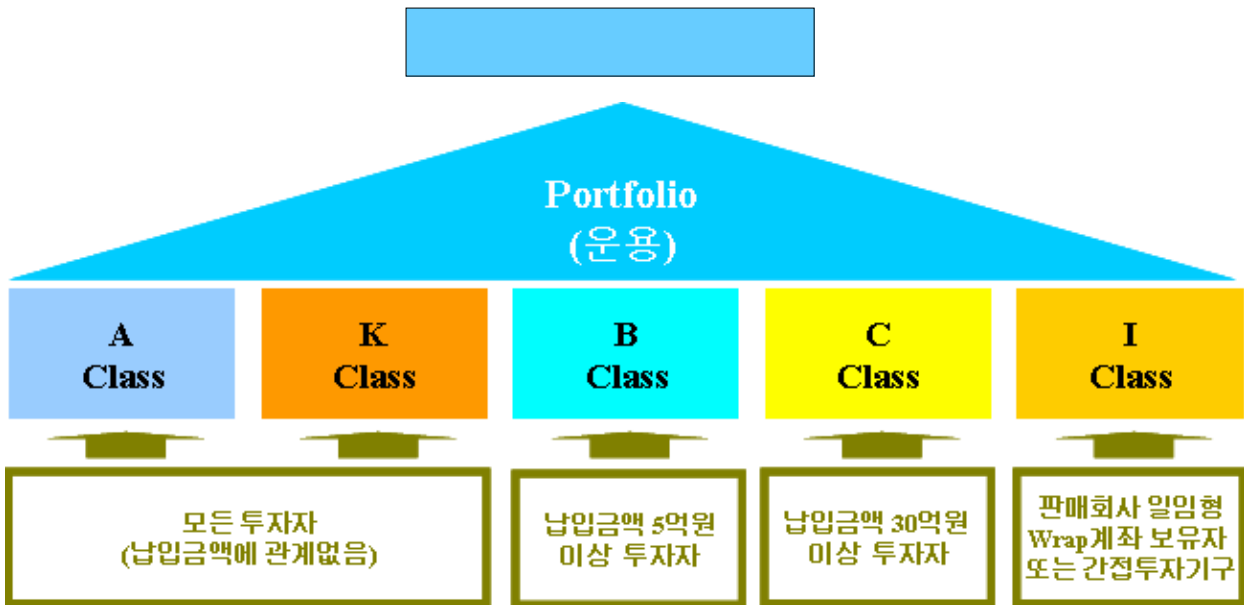 Portfolio
(운용)
A
Class
K
Class
B
Class
C
Class
I
Class
모든 투자자
(납입금액에 관계없음)
납입금액 5억원
이상 투자자
납입금액 30억원
이상 투자자
판매회사 일임형
Wrap계좌 보유자
또는 간접투자기구